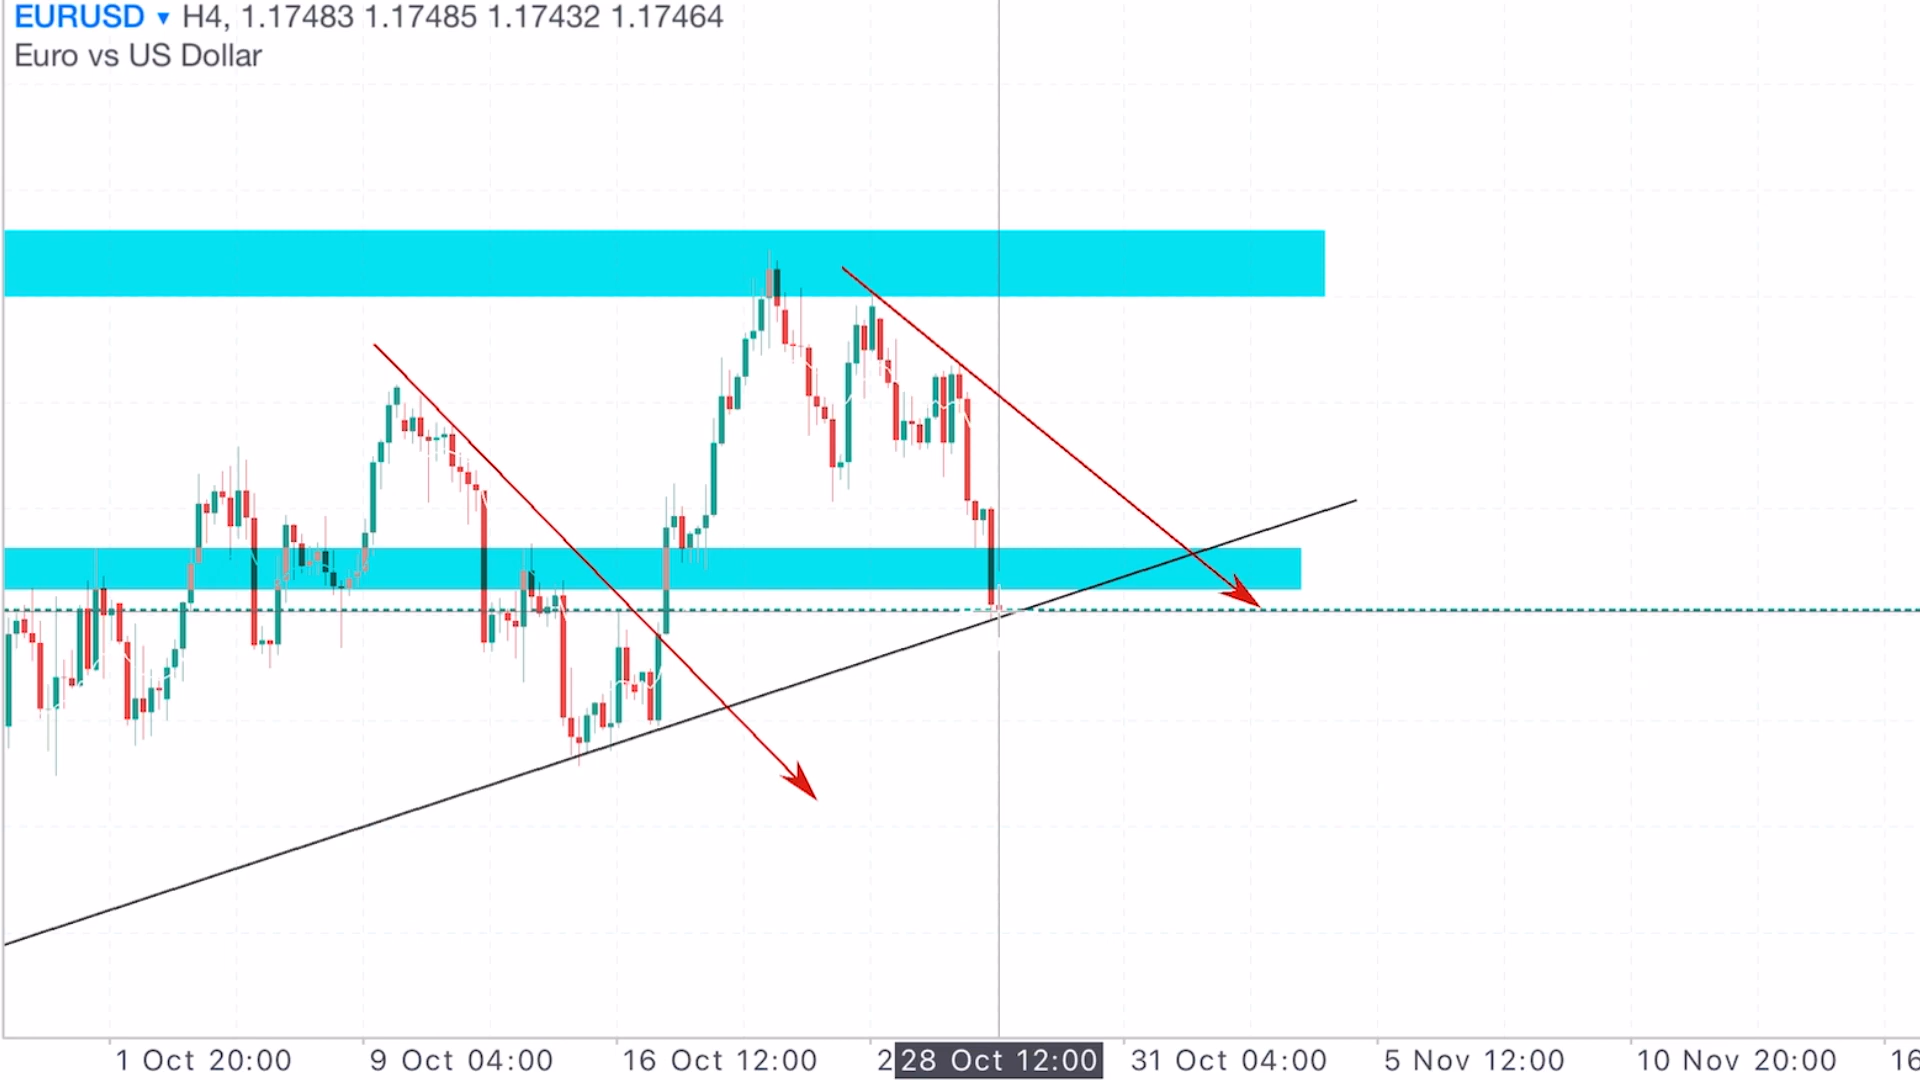 EURUSD ▾ H4, 1.17483 1.17485 1.17432 1.17464
Euro vs US Dollar
1 Oct 20:00 9 Oct 04:00 16 Oct 12:00 2 28 Oct 12:00 31 Oct 04:00 5 Nov 12:00 10 Nov 20:00 16